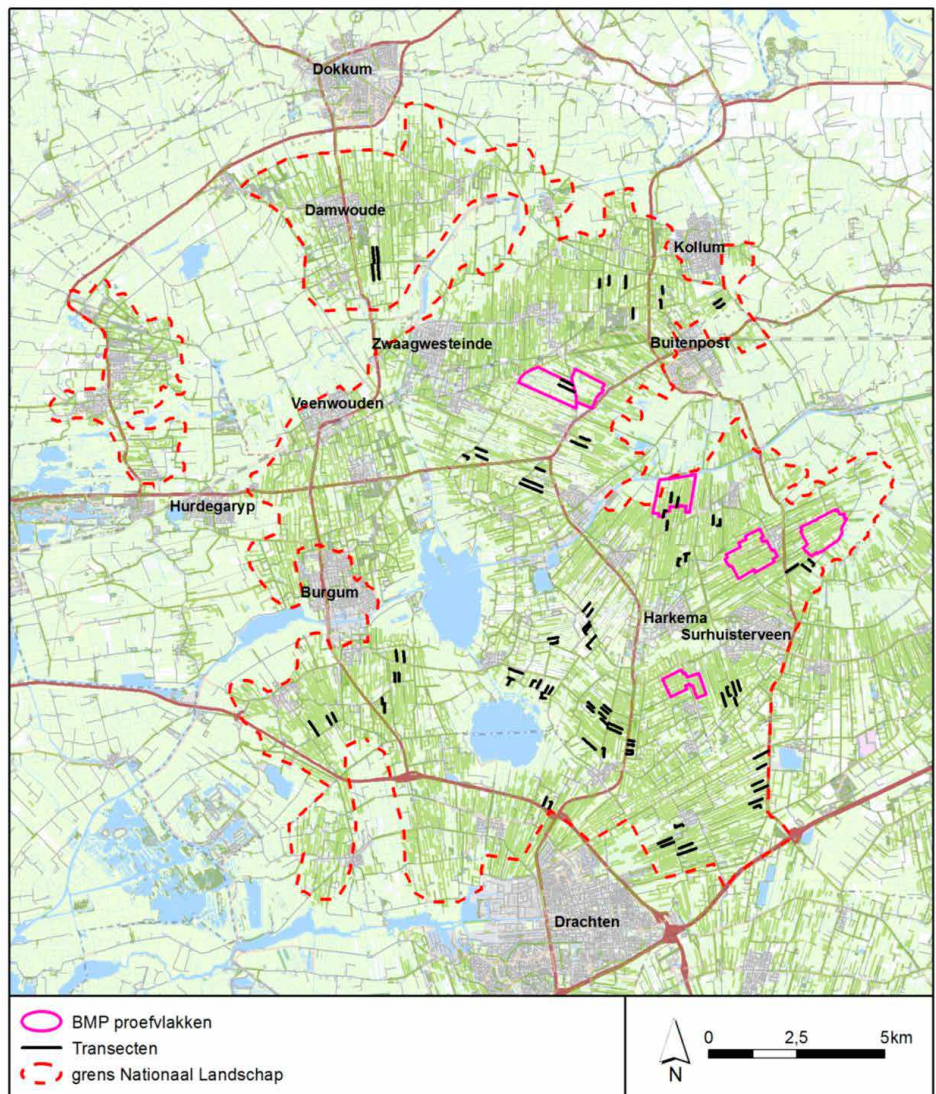 Dokkum
Damwoude
Kollum
Zwaagwesteinde
Buitenpost
Veenwouden
Hurdegaryp
Burgum
Harkema
Surhuisterveen
Drachten
BMP proefvlakken
Transecten
grens Nationaal Landschap
N
0 2,5 5km